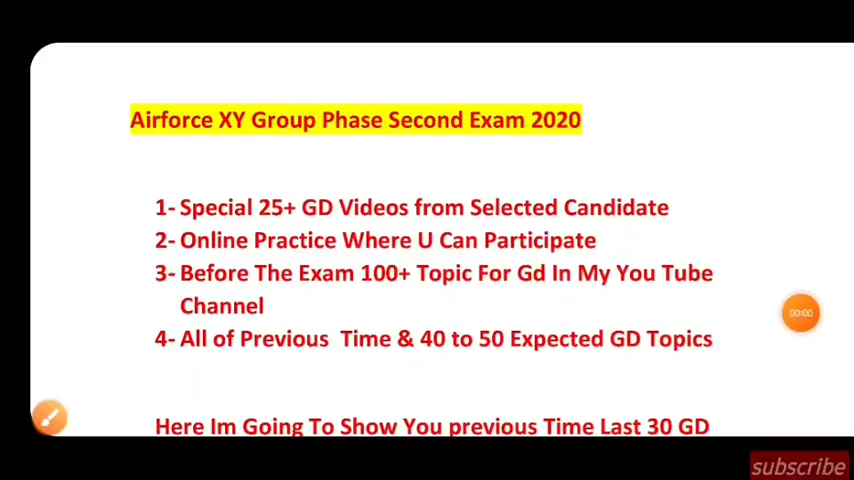 Airforce XY Group Phase Second Exam 2020
1- Special 25+ GD Videos from Selected Candidate
2- Online Practice Where U Can Participate
3- Before The Exam 100+ Topic For Gd In My You Tube
Channel
4- All of Previous Time & 40 to 50 Expected GD Topics
00:00
Here Im Going To Show You previous Time Last 30 GD
subscribe